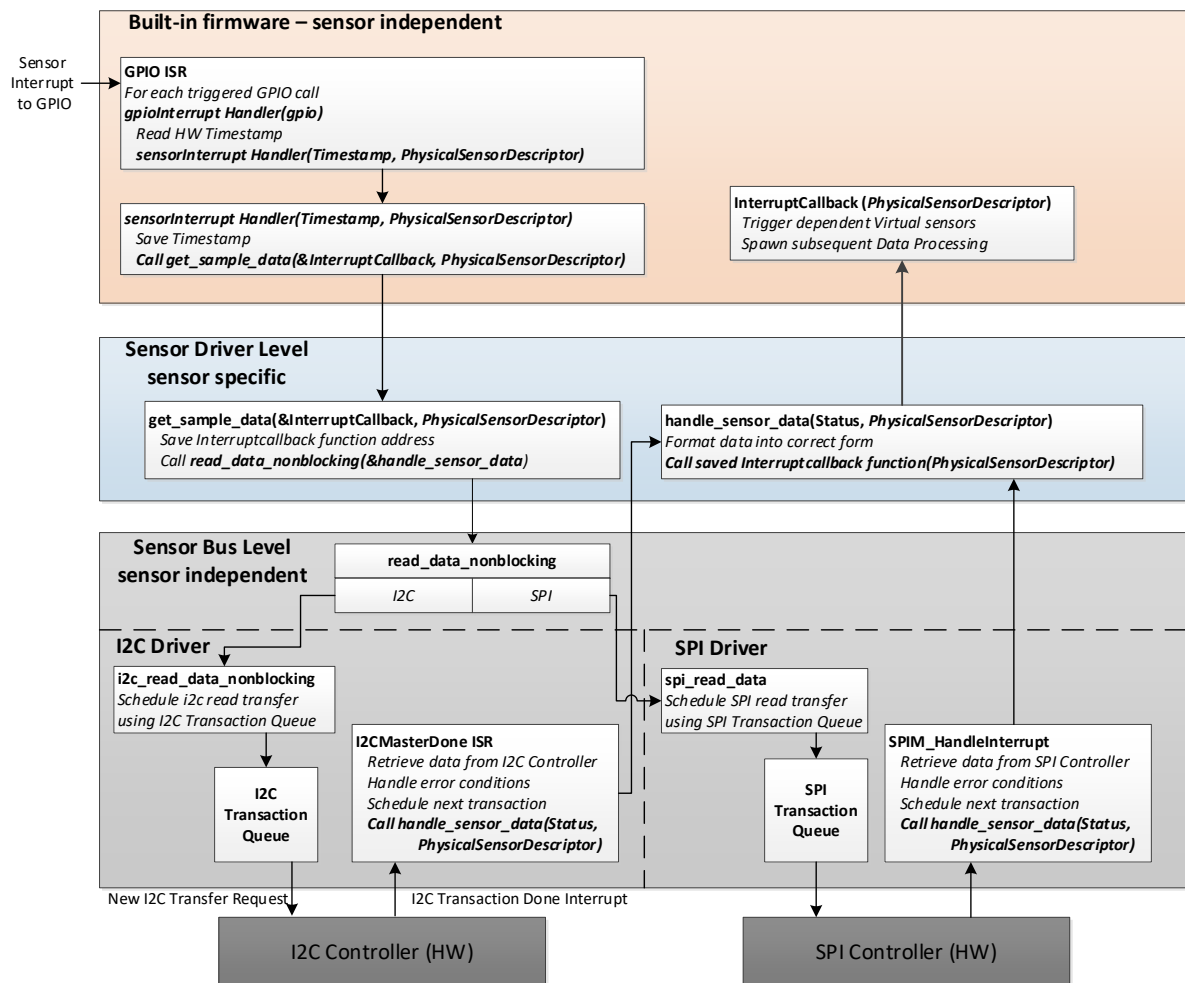 Built-in firmware – sensor independent
Sensor
Interrupt
to GPIO
GPIO ISR
For each triggered GPIO call
gpioInterrupt Handler(gpio)
Read HW Timestamp
sensorInterrupt Handler(Timestamp, PhysicalSensorDescriptor)
sensorInterrupt Handler(Timestamp, PhysicalSensorDescriptor)
Save Timestamp
Call get_sample_data(&InterruptCallback, PhysicalSensorDescriptor)
InterruptCallback (PhysicalSensorDescriptor)
Trigger dependent Virtual sensors
Spawn subsequent Data Processing
Sensor Driver Level
sensor specific
get_sample_data(&InterruptCallback, PhysicalSensorDescriptor)
Save Interruptcallback function address
Call read_data_nonblocking(&handle_sensor_data)
handle_sensor_data(Status, PhysicalSensorDescriptor)
Format data into correct form
Call saved Interruptcallback function(PhysicalSensorDescriptor)
Sensor Bus Level
sensor independent
read_data_nonblocking
I2C
SPI
I2C Driver
i2c_read_data_nonblocking
Schedule i2c read transfer
using I2C Transaction Queue
I2C
Transaction
Queue
I2CMasterDone ISR
Retrieve data from I2C Controller
Handle error conditions
Schedule next transaction
Call handle_sensor_data(Status,
PhysicalSensorDescriptor)
SPI Driver
spi_read_data
Schedule SPI read transfer
using SPI Transaction Queue
SPI
Transaction
Queue
SPIM_HandleInterrupt
Retrieve data from SPI Controller
Handle error conditions
Schedule next transaction
Call handle_sensor_data(Status,
PhysicalSensorDescriptor)
New I2C Transfer Request
I2C Transaction Done Interrupt
I2C Controller (HW)
SPI Controller (HW)